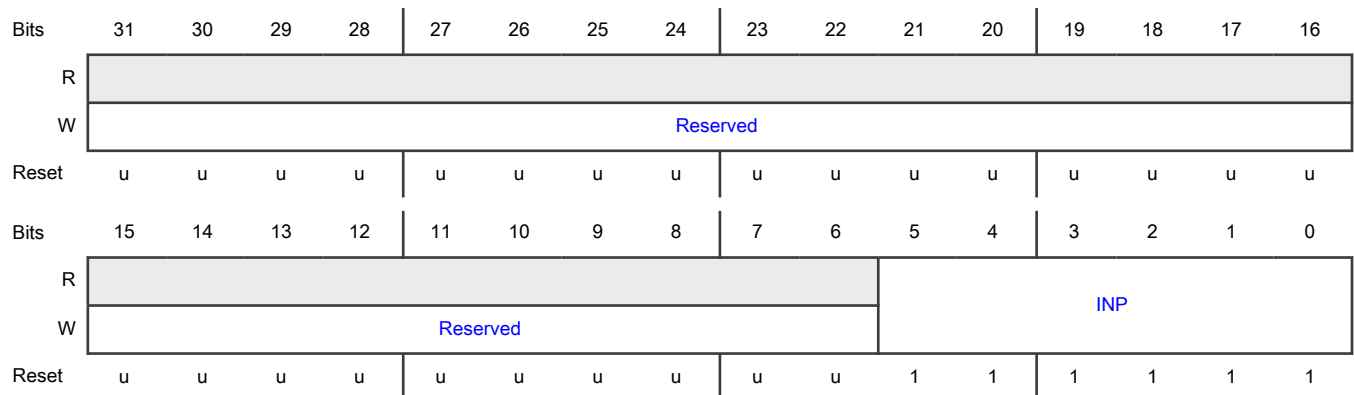 Bits 31 30 29 28 27 26 25 24 23 22 21 20 19 18 17 16
R
W Reserved
Reset u u u u u u u u u u u u u u u u
Bits 15 14 13 12 11 10 9 8 7 6 5 4 3 2 1 0
R
INP
W Reserved
Reset u u u u u u u u u u 1 1 1 1 1 1